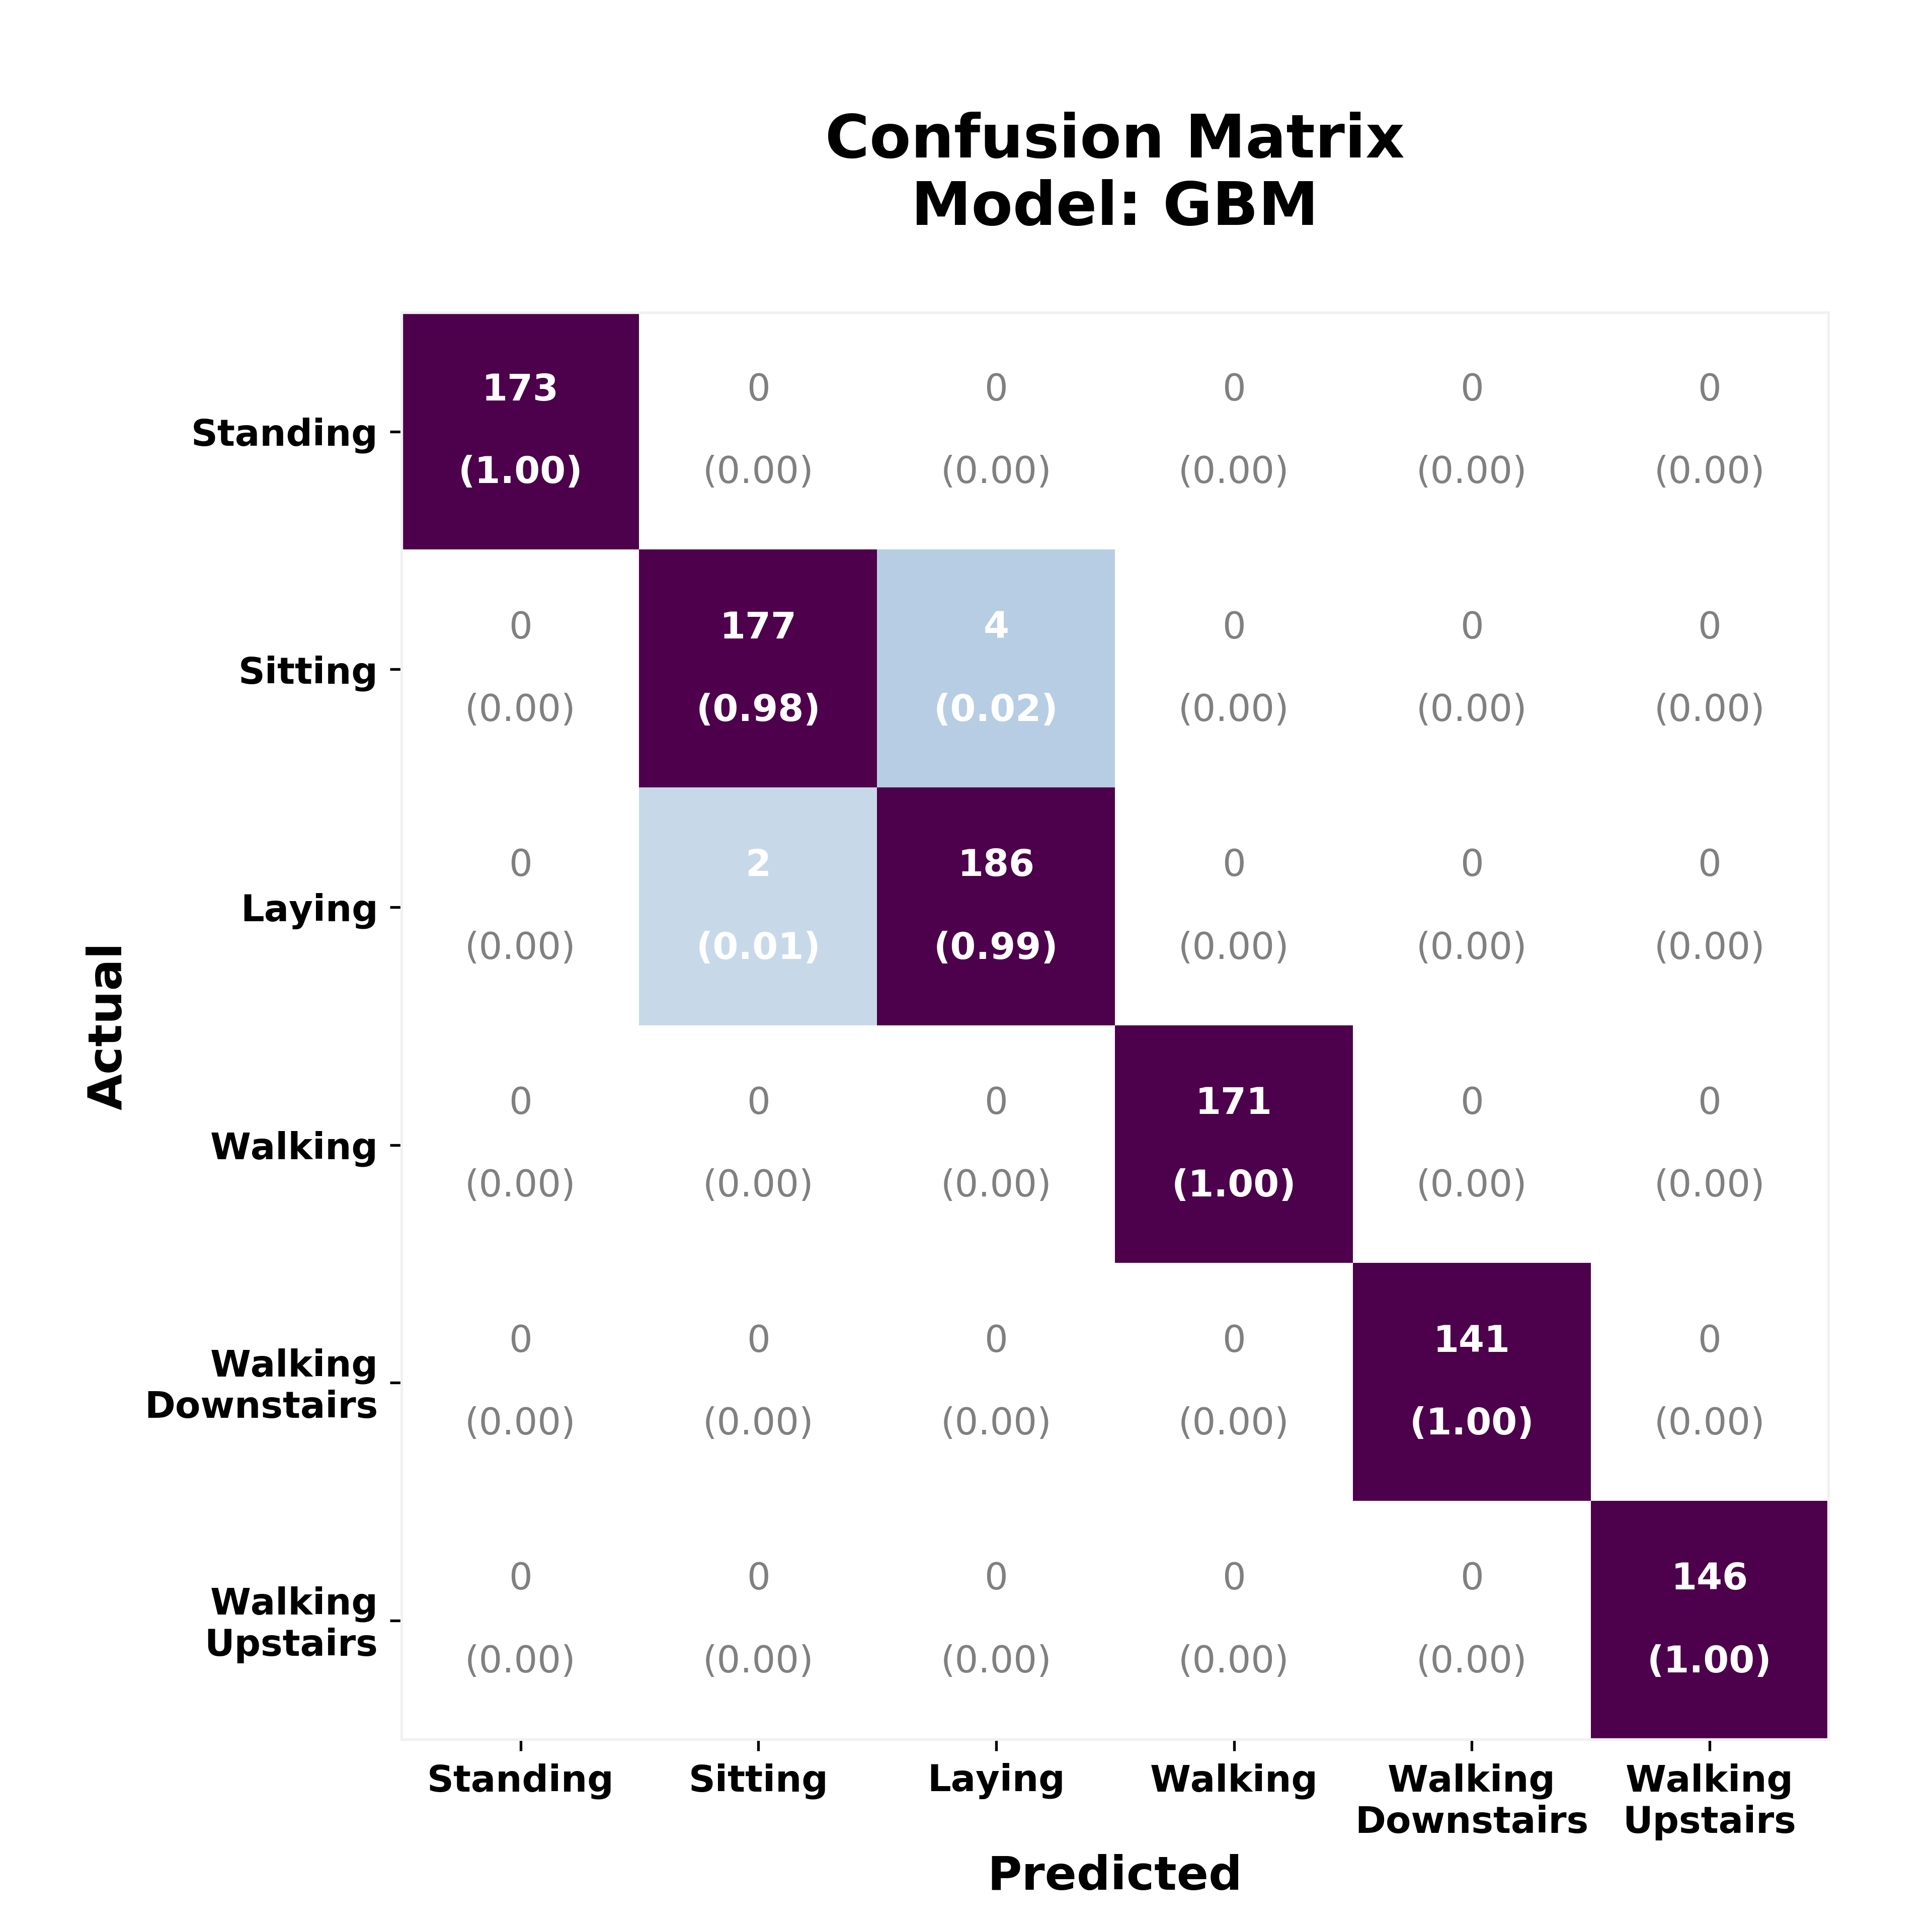 Confusion Matrix
Model: GBM
Actual
Standing
173 0 0 0 0 0
(1.00) (0.00) (0.00) (0.00) (0.00) (0.00)
Sitting
0 177 4 0 0 0
(0.00) (0.98) (0.02) (0.00) (0.00) (0.00)
Laying
0 2 186 0 0 0
(0.00) (0.01) (0.99) (0.00) (0.00) (0.00)
Walking
0 0 0 171 0 0
(0.00) (0.00) (0.00) (1.00) (0.00) (0.00)
Walking
Downstairs
0 0 0 0 141 0
(0.00) (0.00) (0.00) (0.00) (1.00) (0.00)
Walking
Upstairs
0 0 0 0 0 146
(0.00) (0.00) (0.00) (0.00) (0.00) (1.00)
Standing Sitting Laying Walking Walking Walking
Downstairs Upstairs
Predicted